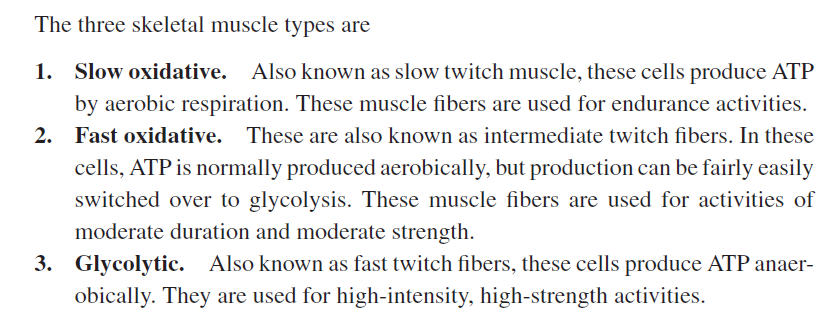 The three skeletal muscle types are
1. Slow oxidative. Also known as slow twitch muscle, these cells produce ATP
by aerobic respiration. These muscle fibers are used for endurance activities.
2. Fast oxidative. These are also known as intermediate twitch fibers. In these
cells, ATP is normally produced aerobically, but production can be fairly easily
switched over to glycolysis. These muscle fibers are used for activities of
moderate duration and moderate strength.
3. Glycolytic. Also known as fast twitch fibers, these cells produce ATP anaer-
obically. They are used for high-intensity, high-strength activities.